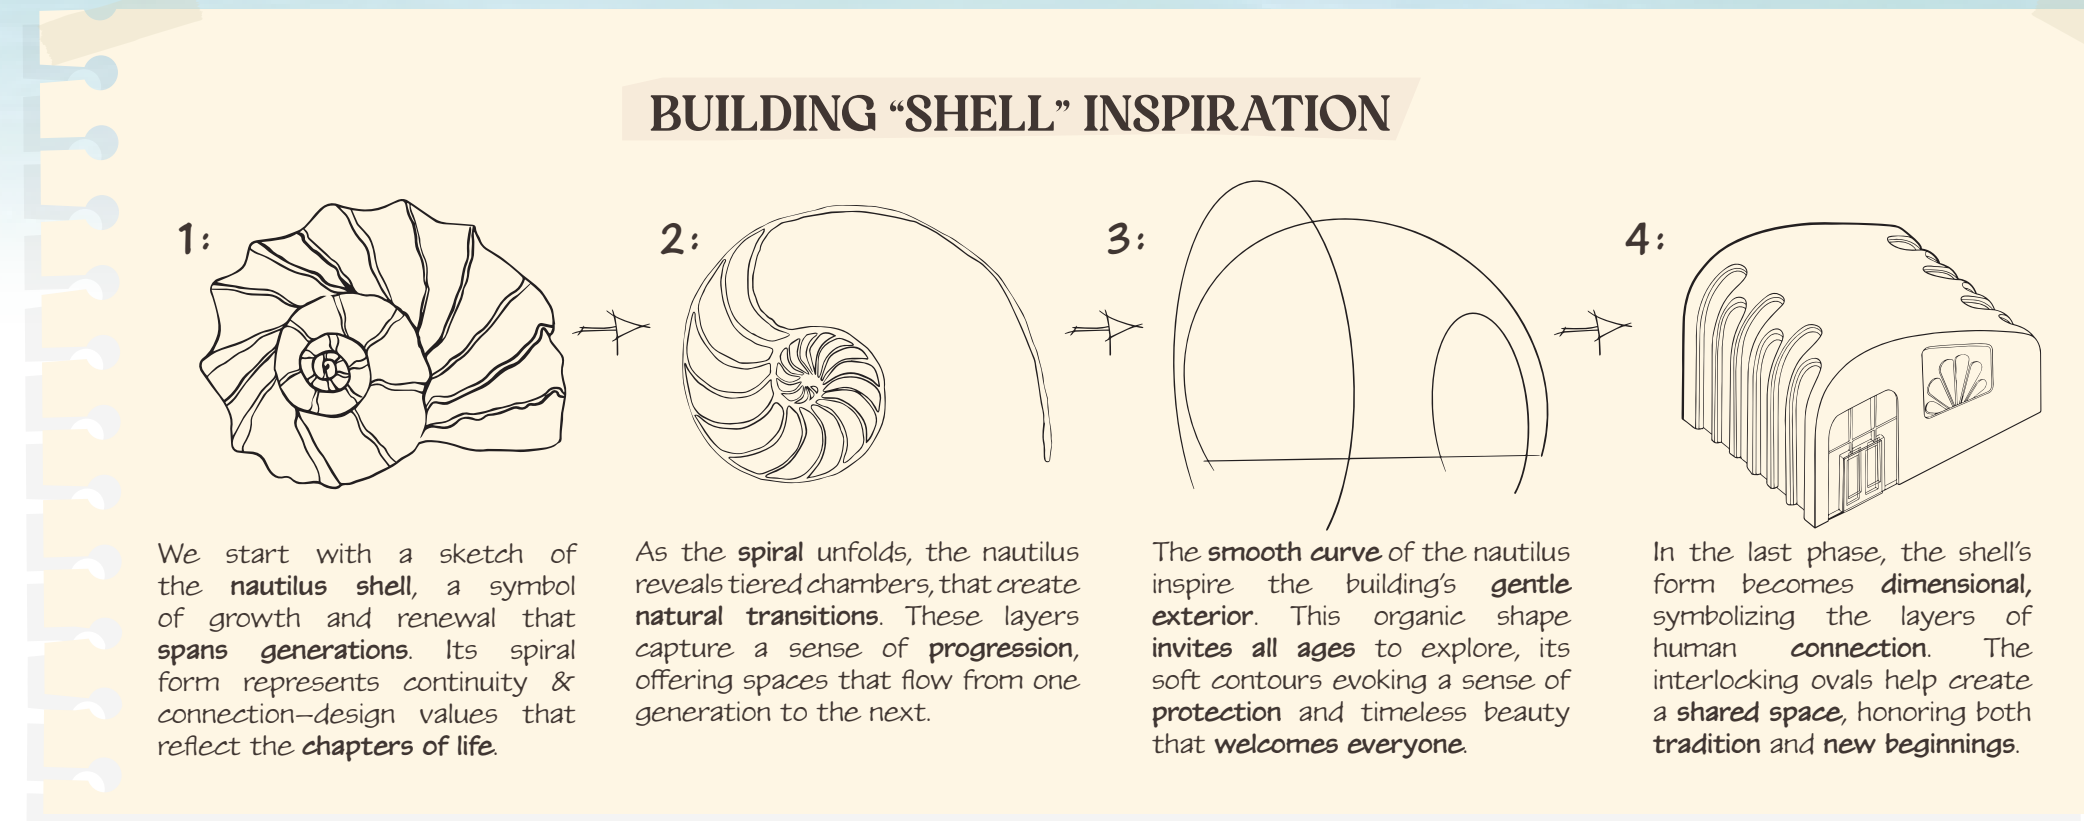 BUILDING “SHELL” INSPIRATION
1:
We start with a sketch of
the nautilus shell, a symbol
of growth and renewal that
spans generations. Its spiral
form represents continuity &
connection—design values that
reflect the chapters of life.
2:
As the spiral unfolds, the nautilus
reveals tiered chambers, that create
natural transitions. These layers
capture a sense of progression,
offering spaces that flow from one
generation to the next.
3:
The smooth curve of the nautilus
inspire the building's gentle
exterior. This organic shape
invites all ages to explore, its
soft contours evoking a sense of
protection and timeless beauty
that welcomes everyone.
4:
In the last phase, the shell's
form becomes dimensional,
symbolizing the layers of
human connection. The
interlocking ovals help create
a shared space, honoring both
tradition and new beginnings.